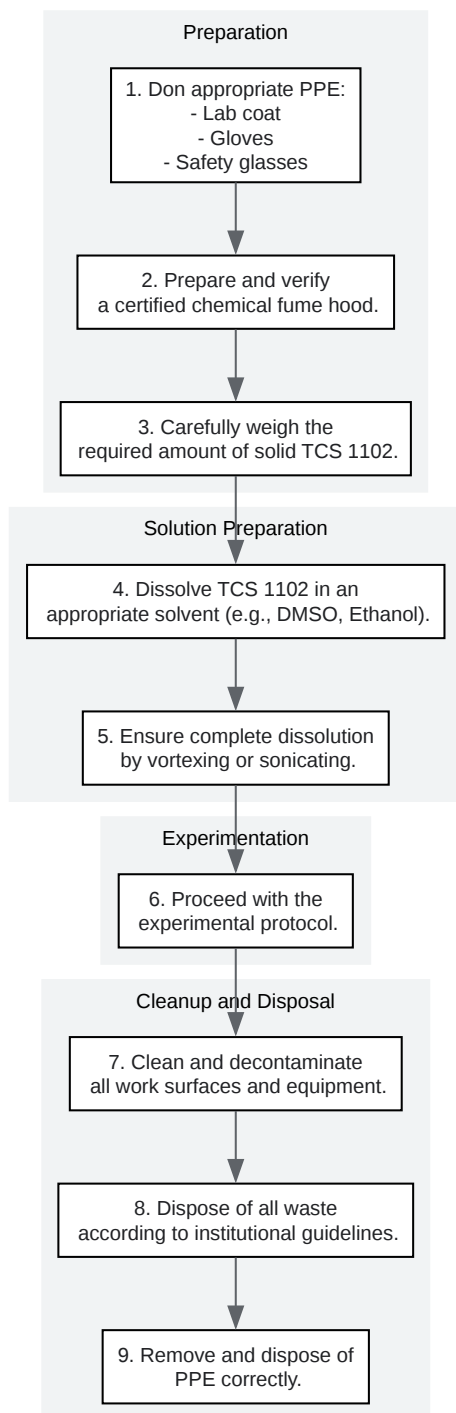 Preparation
1. Don appropriate PPE:
- Lab coat
- Gloves
- Safety glasses
2. Prepare and verify
a certified chemical fume hood.
3. Carefully weigh the
required amount of solid TCS 1102.
Solution Preparation
4. Dissolve TCS 1102 in an
appropriate solvent (e.g., DMSO, Ethanol).
5. Ensure complete dissolution
by vortexing or sonicating.
Experimentation
6. Proceed with the
experimental protocol.
Cleanup and Disposal
7. Clean and decontaminate
all work surfaces and equipment.
8. Dispose of all waste
according to institutional guidelines.
9. Remove and dispose of
PPE correctly.